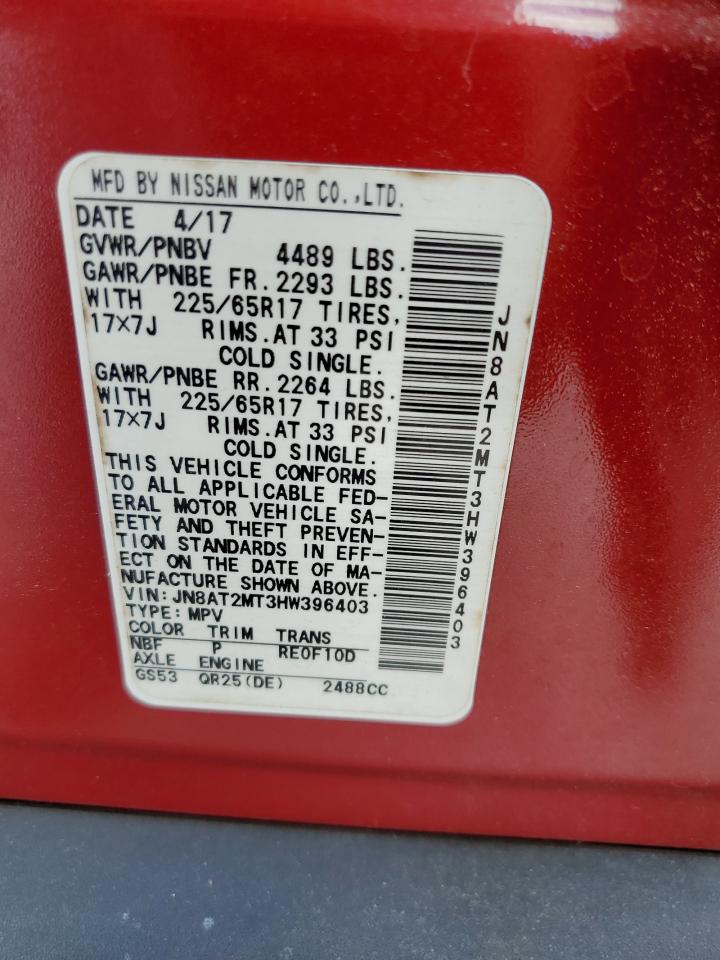 MFD BY NISSAN MOTOR CO.,LTD.
DATE 4/17
GVWR/PNBV 4489 LBS.
GAWR/PNBE FR.2293 LBS.
WITH 225/65R17 TIRES,
17×7J RIMS.AT 33 PSI
COLD SINGLE.
GAWR/PNBE RR.2264 LBS.
WITH 225/65R17 TIRES,
17×7J RIMS.AT 33 PSI
COLD SINGLE.
THIS VEHICLE CONFORMS
TO ALL APPLICABLE FED-
ERAL MOTOR VEHICLE SA-
FETY AND THEFT PREVEN-
TION STANDARDS IN EFF-
ECT ON THE DATE OF MA-
NUFACTURE SHOWN ABOVE.
VIN: JN8AT2MT3HW396403
TYPE: MPV
COLOR TRIM TRANS
NBF P RE0F10D
AXLE ENGINE
GS53 QR25(DE) 2488CC
JN8AT2MT3HW396403